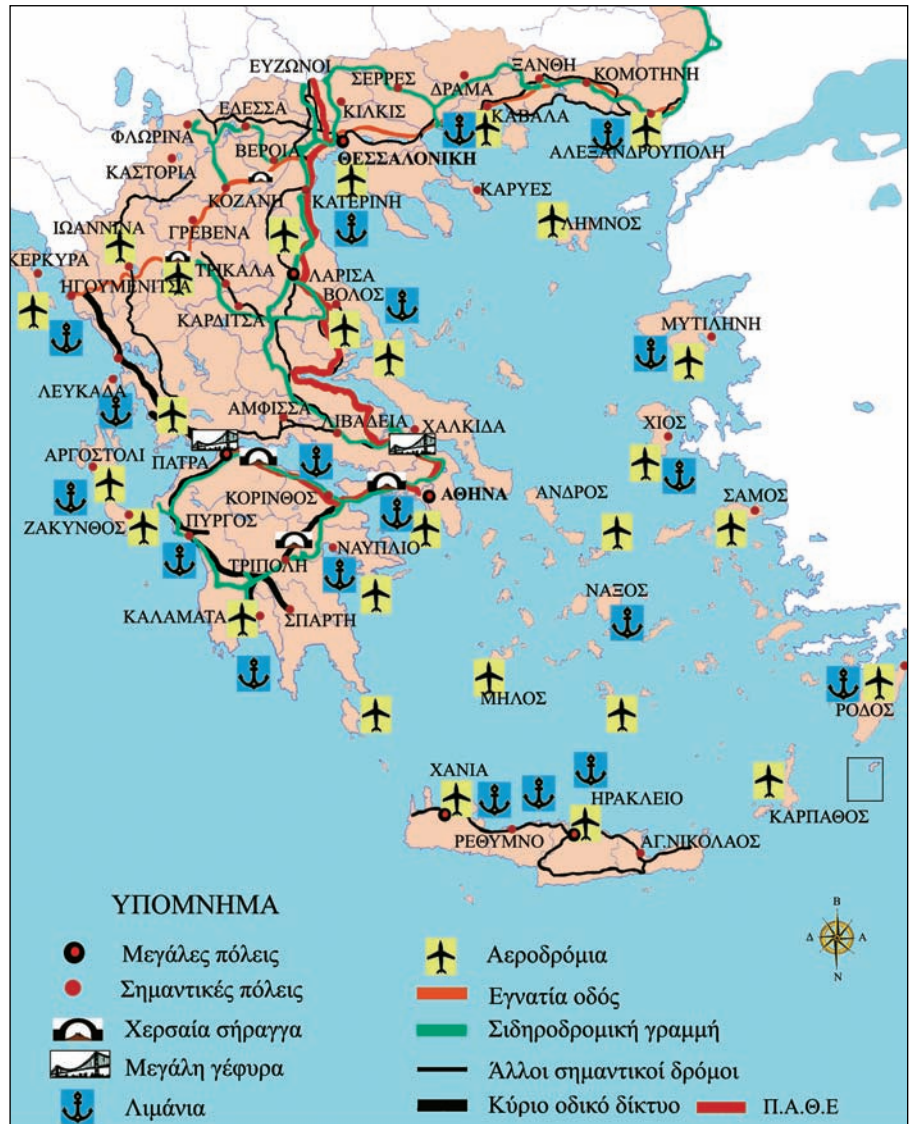 ΕΥΖΩΝΟΙ
ΞΑΝΘΗ
ΣΕΡΡΕΣ
ΔΡΑΜΑ
ΚΟΜΟΤΗΝΗ
ΕΔΕΣΣΑ
ΚΙΛΚΙΣ
ΚΑΒΑΛΑ
ΦΛΩΡΙΝΑ
ΒΕΡΟΙΑ
ΘΕΣΣΑΛΟΝΙΚΗ
ΑΛΕΞΑΝΔΡΟΥΠΟΛΗ
ΚΑΣΤΟΡΙΑ
ΚΟΖΑΝΗ
ΚΑΤΕΡΙΝΗ
ΚΑΡΥΕΣ
ΙΩΑΝΝΙΝΑ
ΓΡΕΒΕΝΑ
ΛΗΜΝΟΣ
ΚΕΡΚΥΡΑ
ΗΓΟΥΜΕΝΙΤΣΑ
ΤΡΙΚΑΛΑ
ΛΑΡΙΣΑ
ΒΟΛΟΣ
ΚΑΡΔΙΤΣΑ
ΜΥΤΙΛΗΝΗ
ΛΕΥΚΑΔΑ
ΑΜΦΙΣΣΑ
ΛΙΒΑΔΕΙΑ
ΧΑΛΚΙΔΑ
ΧΙΟΣ
ΑΡΓΟΣΤΟΛΙ
ΠΑΤΡΑ
ΚΟΡΙΝΘΟΣ
ΑΘΗΝΑ
ΑΝΔΡΟΣ
ΣΑΜΟΣ
ΖΑΚΥΝΘΟΣ
ΠΥΡΓΟΣ
ΝΑΥΠΛΙΟ
ΤΡΙΠΟΛΗ
ΝΑΞΟΣ
ΚΑΛΑΜΑΤΑ
ΣΠΑΡΤΗ
ΜΗΛΟΣ
ΡΟΔΟΣ
ΧΑΝΙΑ
ΗΡΑΚΛΕΙΟ
ΚΑΡΠΑΘΟΣ
ΡΕΘΥΜΝΟ
ΑΓ.ΝΙΚΟΛΑΟΣ
ΥΠΟΜΝΗΜΑ
Μεγάλες πόλεις
Σημαντικές πόλεις
Χερσαία σήραγγα
Μεγάλη γέφυρα
Λιμάνια
Αεροδρόμια
Εγνατία οδός
Σιδηροδρομική γραμμή
Άλλοι σημαντικοί δρόμοι
Κύριο οδικό δίκτυο
Π.Α.Θ.Ε
Β
Δ Α
Ν